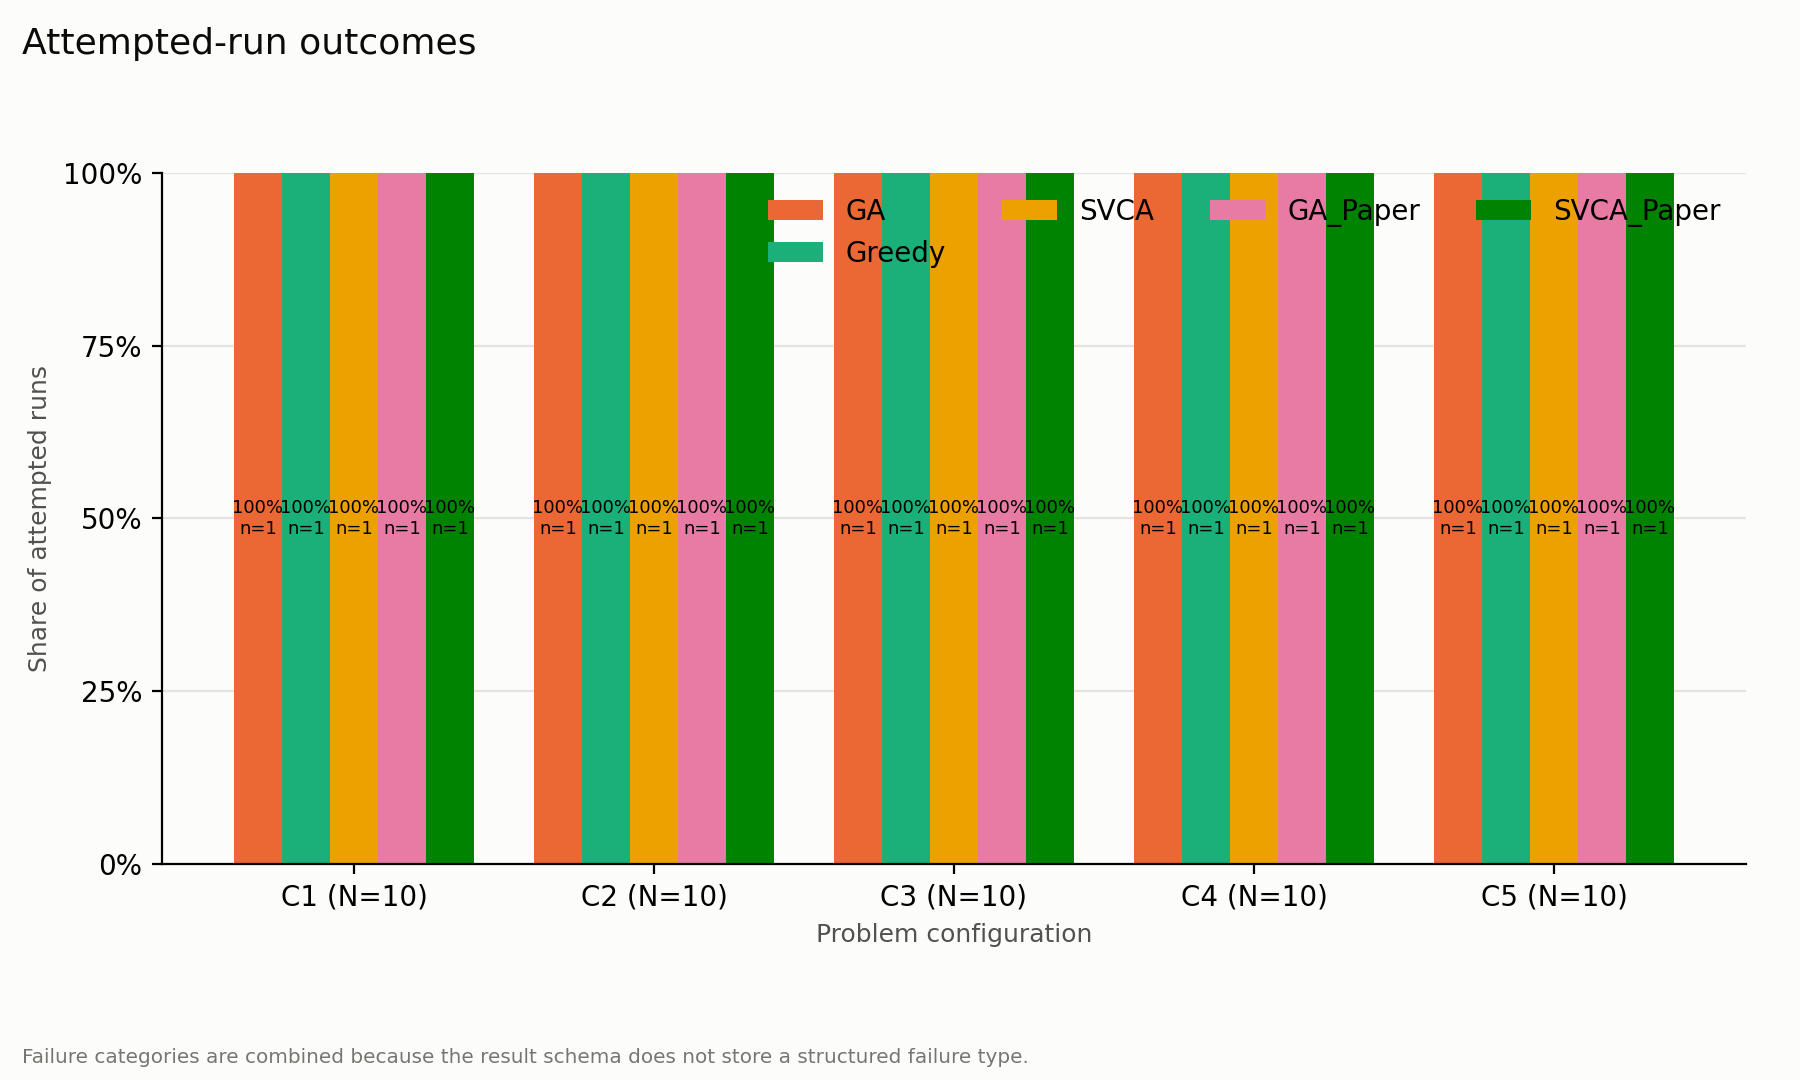 Attempted-run outcomes
100%
GA
SVCA
GA_Paper
SVCA_Paper
Greedy
75%
Share of attempted runs
100% 100% 100% 100% 100% 100% 100% 100% 100% 100% 100% 100% 100% 100% 100% 100% 100% 100% 100% 100% 100% 100% 100% 100% 100%
n=1 n=1 n=1 n=1 n=1 n=1 n=1 n=1 n=1 n=1 n=1 n=1 n=1 n=1 n=1 n=1 n=1 n=1 n=1 n=1 n=1 n=1 n=1 n=1 n=1
50%
25%
0%
C1 (N=10) C2 (N=10) C3 (N=10) C4 (N=10) C5 (N=10)
Problem configuration
Failure categories are combined because the result schema does not store a structured failure type.